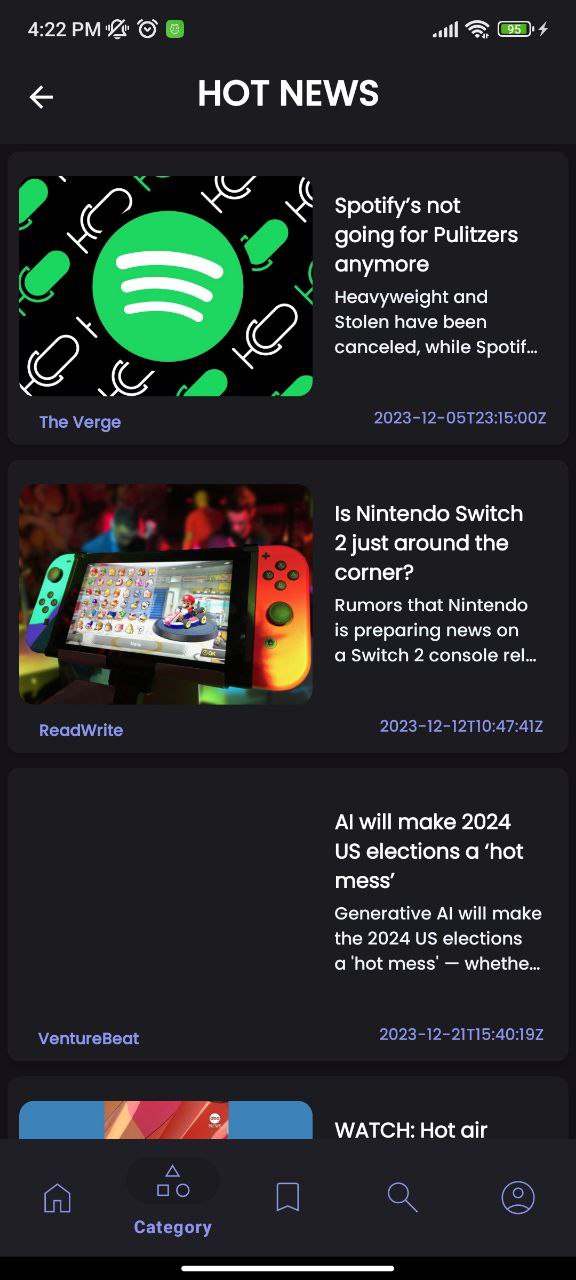 4:22 PM
95
HOT NEWS
Spotify’s not
going for Pulitzers
anymore
Heavyweight and
Stolen have been
canceled, while Spotif…
The Verge
2023-12-05T23:15:00Z
Is Nintendo Switch
2 just around the
corner?
Rumors that Nintendo
is preparing news on
a Switch 2 console rel…
ReadWrite
2023-12-12T10:47:41Z
AI will make 2024
US elections a ‘hot
mess’
Generative AI will make
the 2024 US elections
a 'hot mess' — whethe…
VentureBeat
2023-12-21T15:40:19Z
WATCH: Hot air
Category